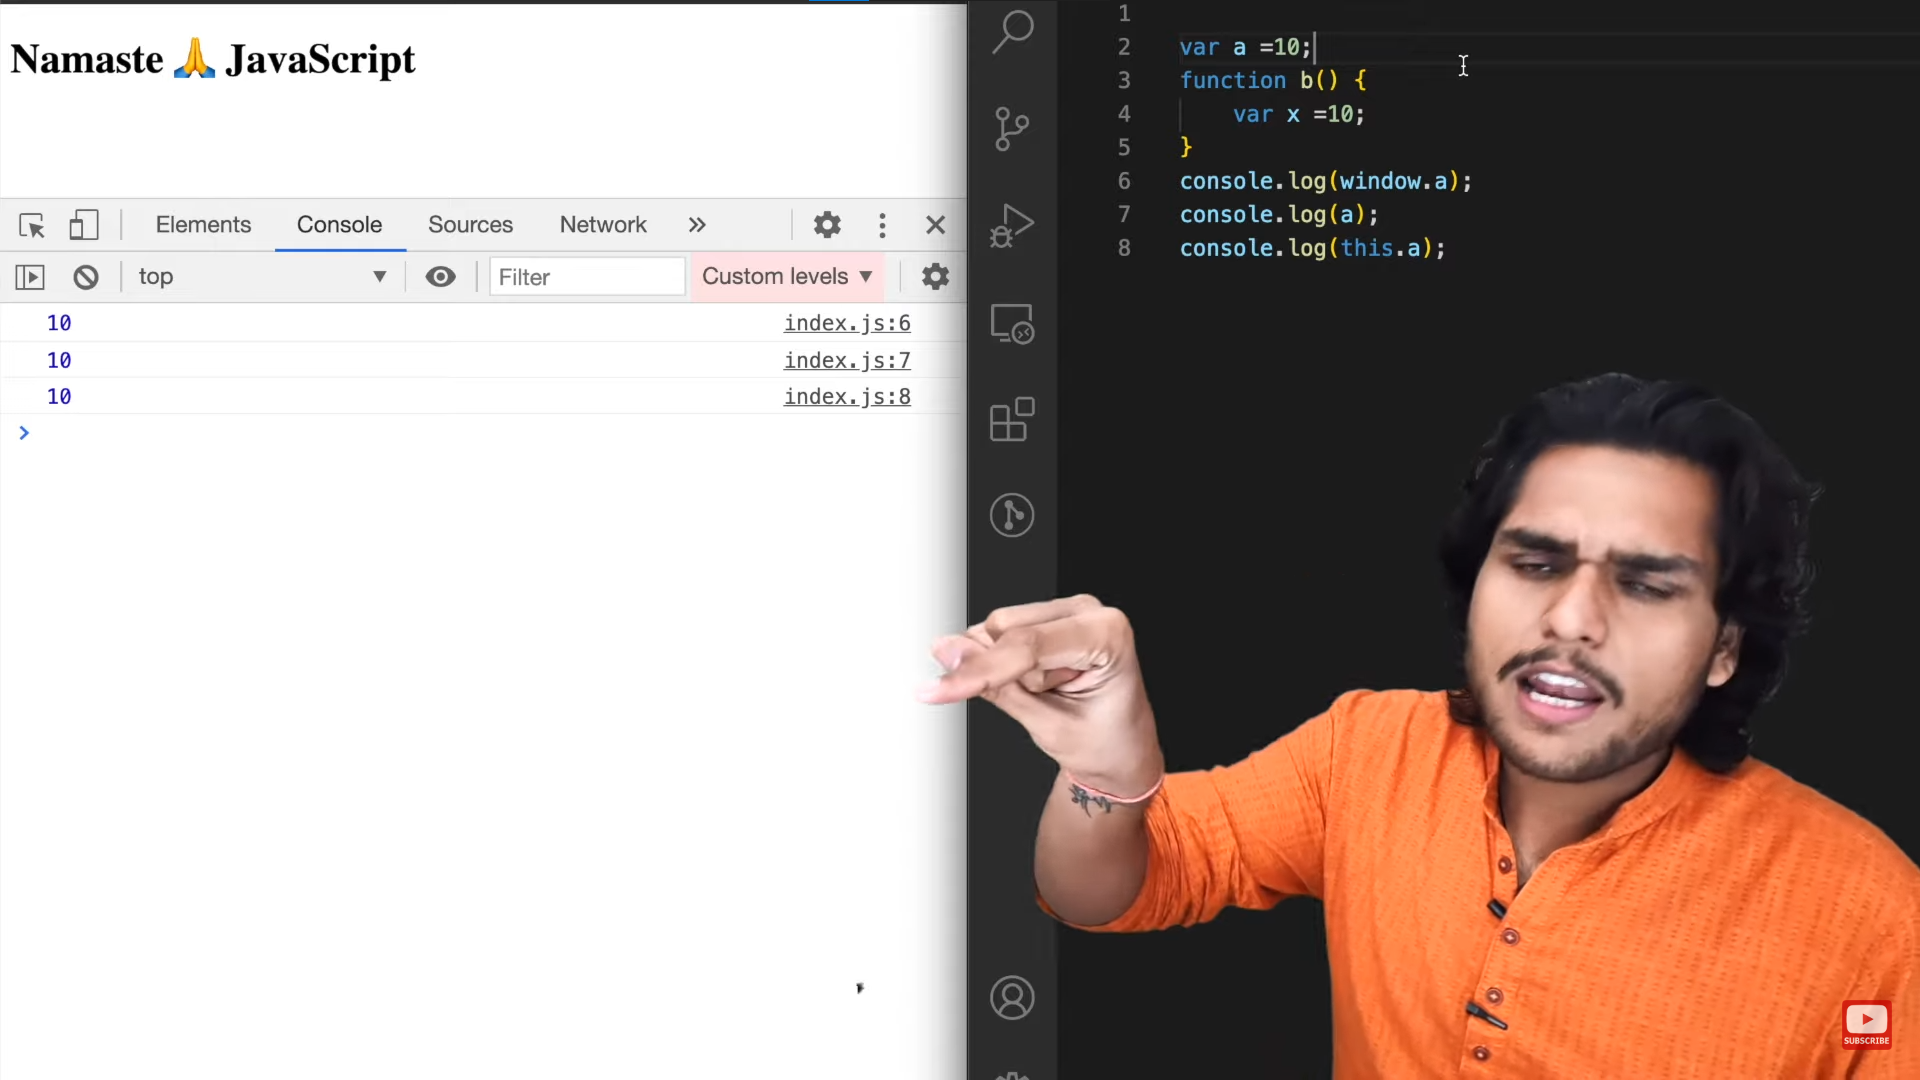 Namaste 🙏 JavaScript
Elements Console Sources Network »
top Filter Custom levels ▼
10 index.js:6
10 index.js:7
10 index.js:8
>
1
2 var a =10;
3 function b() {
4 var x =10;
5 }
6 console.log(window.a);
7 console.log(a);
8 console.log(this.a);
SUBSCRIBE